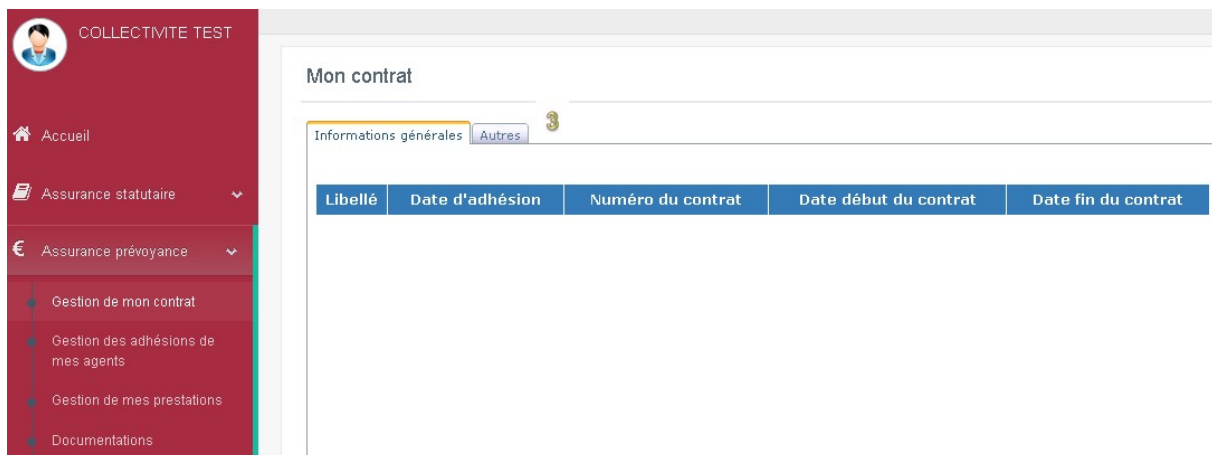 COLLECTIVITE TEST
Accueil
Assurance statutaire
€ Assurance prévoyance
Gestion de mon contrat
Gestion des adhésions de
mes agents
Gestion de mes prestations
Documentations
Mon contrat
Informations générales Autres 3
Libellé Date d'adhésion Numéro du contrat Date début du contrat Date fin du contrat